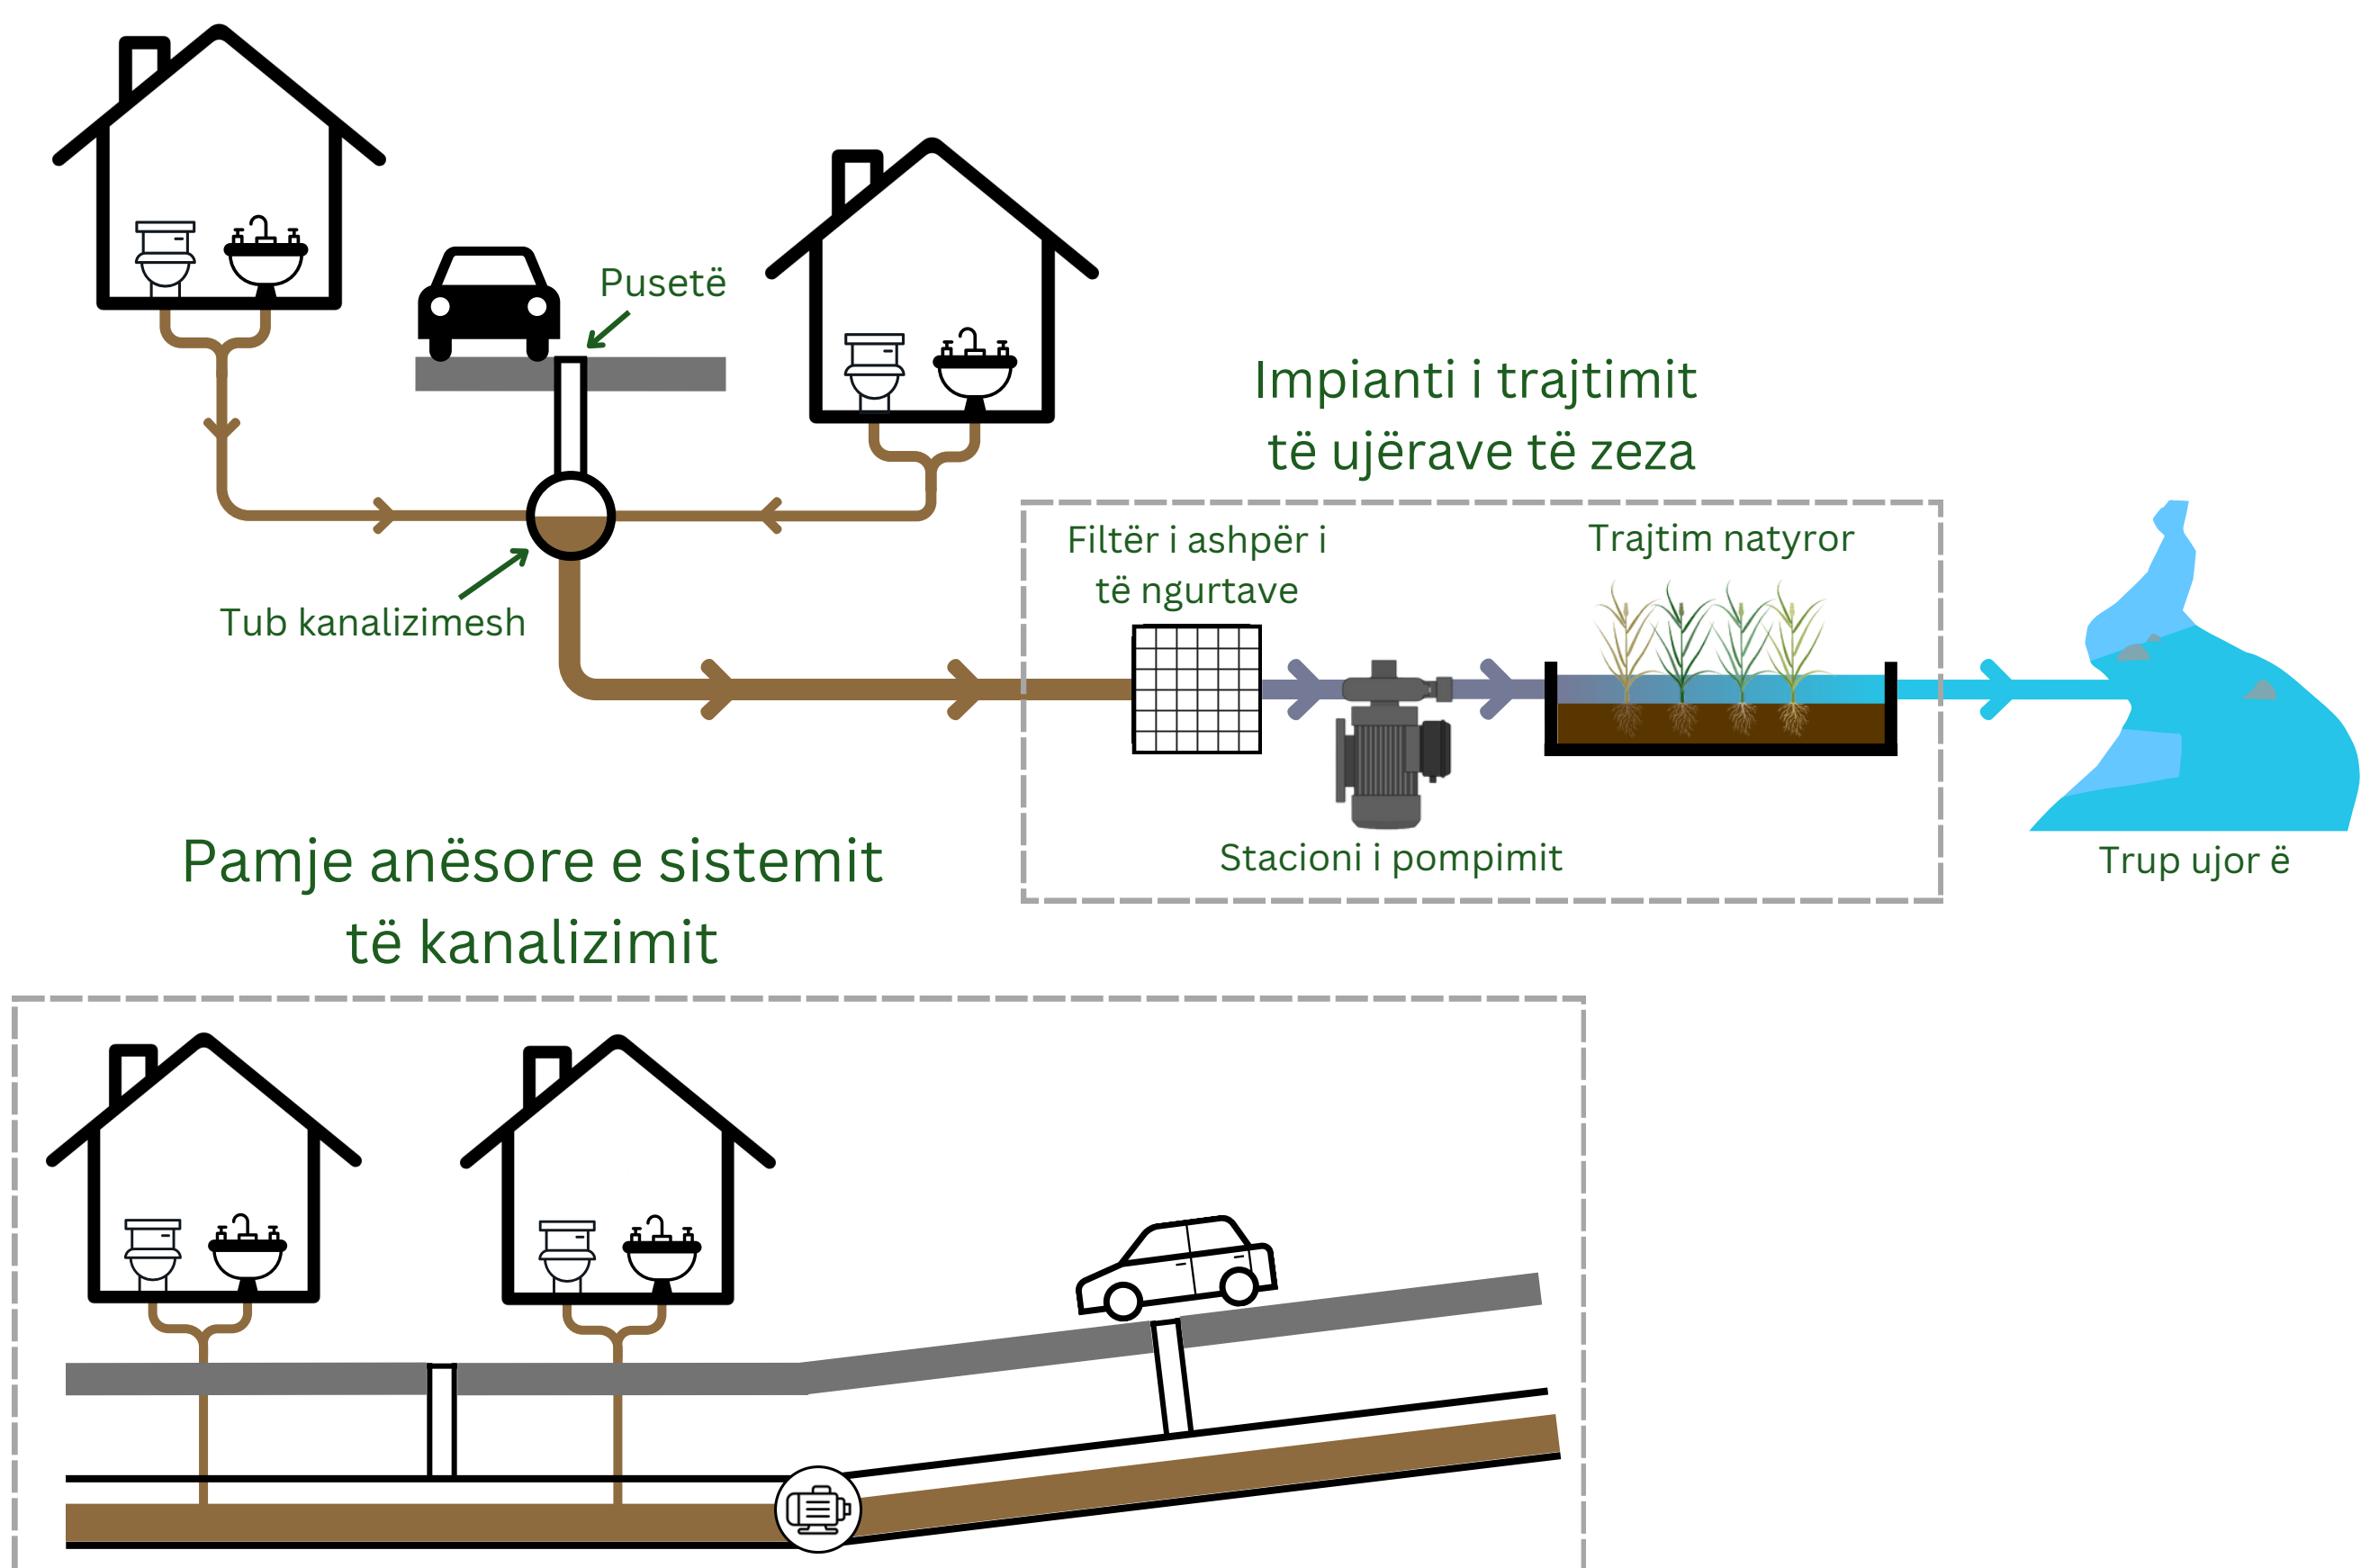 Pusetë
Tub kanalizimesh
Impianti i trajtimit
të ujërave të zeza
Filtër i ashpër i
të ngurtave
Trajtim natyror
Stacioni i pompimit
Trup ujor ë
Pamje anësore e sistemit
të kanalizimit